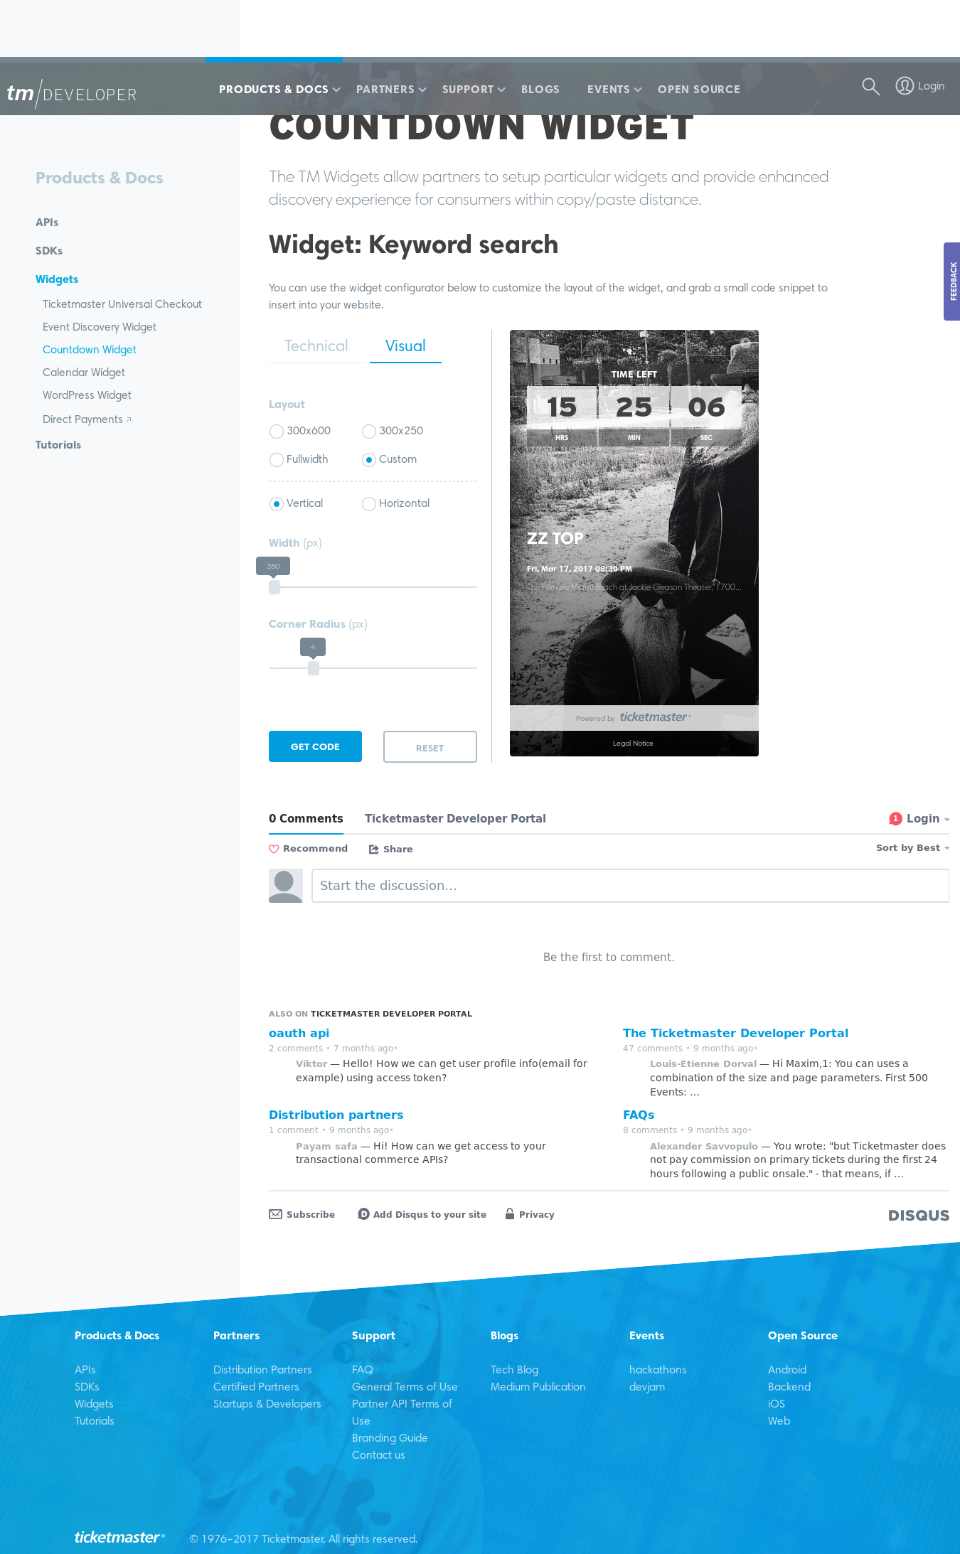 tm/DEVELOPER
PRODUCTS & DOCS
PARTNERS
SUPPORT
BLOGS
EVENTS
OPEN SOURCE
Login
COUNTDOWN WIDGET
The TM Widgets allow partners to setup particular widgets and provide enhanced
discovery experience for consumers within copy/paste distance.
Products & Docs
APIs
SDKs
Widgets
Ticketmaster Universal Checkout
Event Discovery Widget
Countdown Widget
Calendar Widget
WordPress Widget
Direct Payments
Tutorials
Widget: Keyword search
FEEDBACK
You can use the widget configurator below to customize the layout of the widget, and grab a small code snippet to
insert into your website.
Technical
Visual
Layout
300x600
300x250
Fullwidth
Custom
Vertical
Horizontal
Width (px)
350
Corner Radius (px)
4
GET CODE
RESET
TIME LEFT
15 25 06
HRS MIN SEC
ZZ TOP
Fri, Mar 17, 2017 08:30 PM
The Fillmore Miami Beach at Jackie Gleason Theater, 1700...
Powered by ticketmaster®
Legal Notice
0 Comments
Ticketmaster Developer Portal
1
Login
Recommend
Share
Sort by Best
Start the discussion…
Be the first to comment.
ALSO ON TICKETMASTER DEVELOPER PORTAL
oauth api
2 comments • 7 months ago•
Viktor — Hello! How we can get user profile info(email for
example) using access token?
The Ticketmaster Developer Portal
47 comments • 9 months ago•
Louis-Etienne Dorval — Hi Maxim,1: You can uses a
combination of the size and page parameters. First 500
Events: …
Distribution partners
1 comment • 9 months ago•
Payam safa — Hi! How can we get access to your
transactional commerce APIs?
FAQs
8 comments • 9 months ago•
Alexander Savvopulo — You wrote: "but Ticketmaster does
not pay commission on primary tickets during the first 24
hours following a public onsale." - that means, if …
Subscribe
Add Disqus to your site
Privacy
DISQUS
Products & Docs
APIs
SDKs
Widgets
Tutorials
Partners
Distribution Partners
Certified Partners
Startups & Developers
Support
FAQ
General Terms of Use
Partner API Terms of
Use
Branding Guide
Contact us
Blogs
Tech Blog
Medium Publication
Events
hackathons
devjam
Open Source
Android
Backend
iOS
Web
ticketmaster®
© 1976–2017 Ticketmaster. All rights reserved.